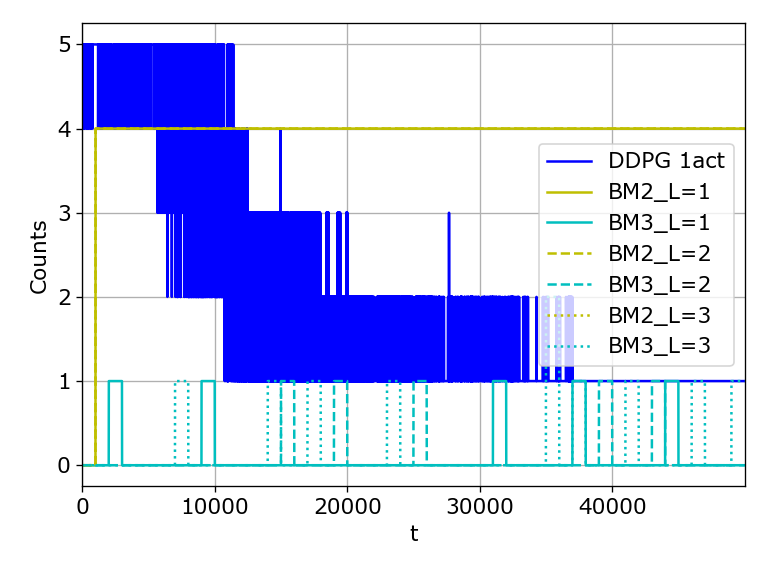 5
4
3
2
1
0
Counts
0 10000 20000 30000 40000
t
DDPG 1act
BM2_L=1
BM3_L=1
BM2_L=2
BM3_L=2
BM2_L=3
BM3_L=3